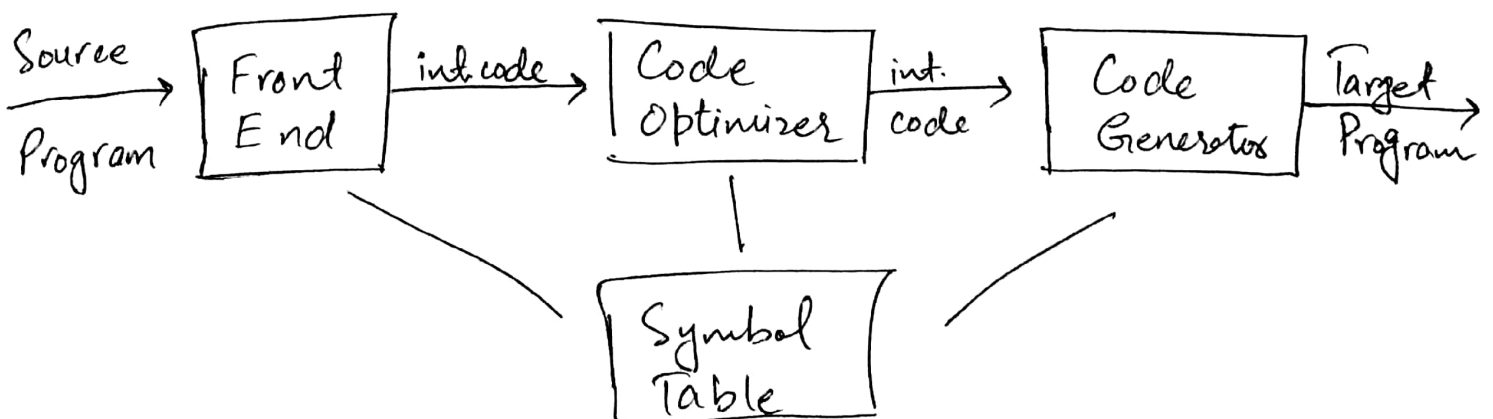 Source
Program
Front
End
int. code
Code
Optimizer
int.
code
Code
Generator
Target
Program
Symbol
Table